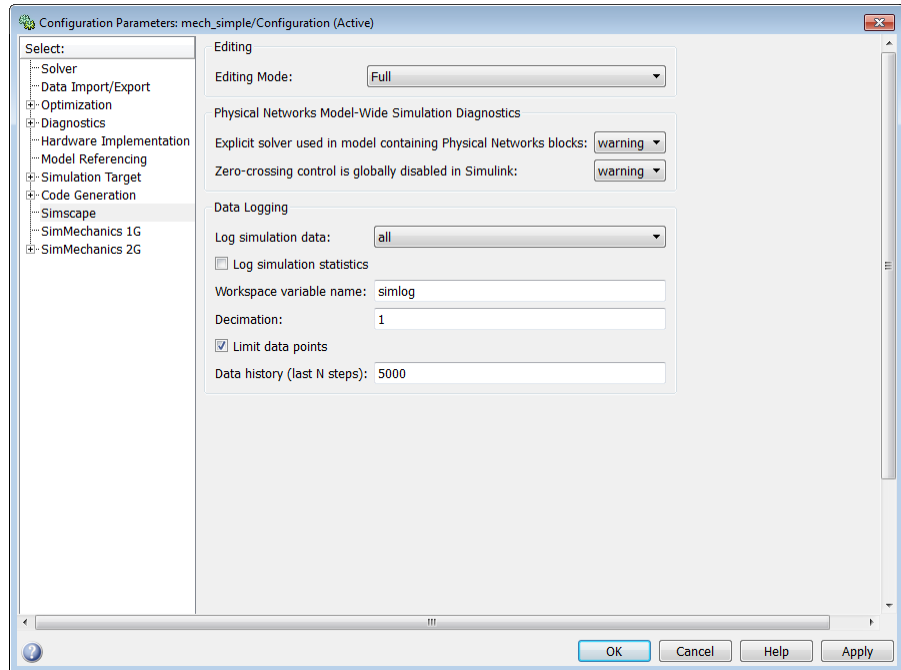 Configuration Parameters: mech_simple/Configuration (Active)
Select:
Solver
Data Import/Export
Optimization
Diagnostics
Hardware Implementation
Model Referencing
Simulation Target
Code Generation
Simscape
SimMechanics 1G
SimMechanics 2G
Editing
Editing Mode: Full
Physical Networks Model-Wide Simulation Diagnostics
Explicit solver used in model containing Physical Networks blocks: warning
Zero-crossing control is globally disabled in Simulink: warning
Data Logging
Log simulation data: all
Log simulation statistics
Workspace variable name: simlog
Decimation: 1
Limit data points
Data history (last N steps): 5000
OK Cancel Help Apply